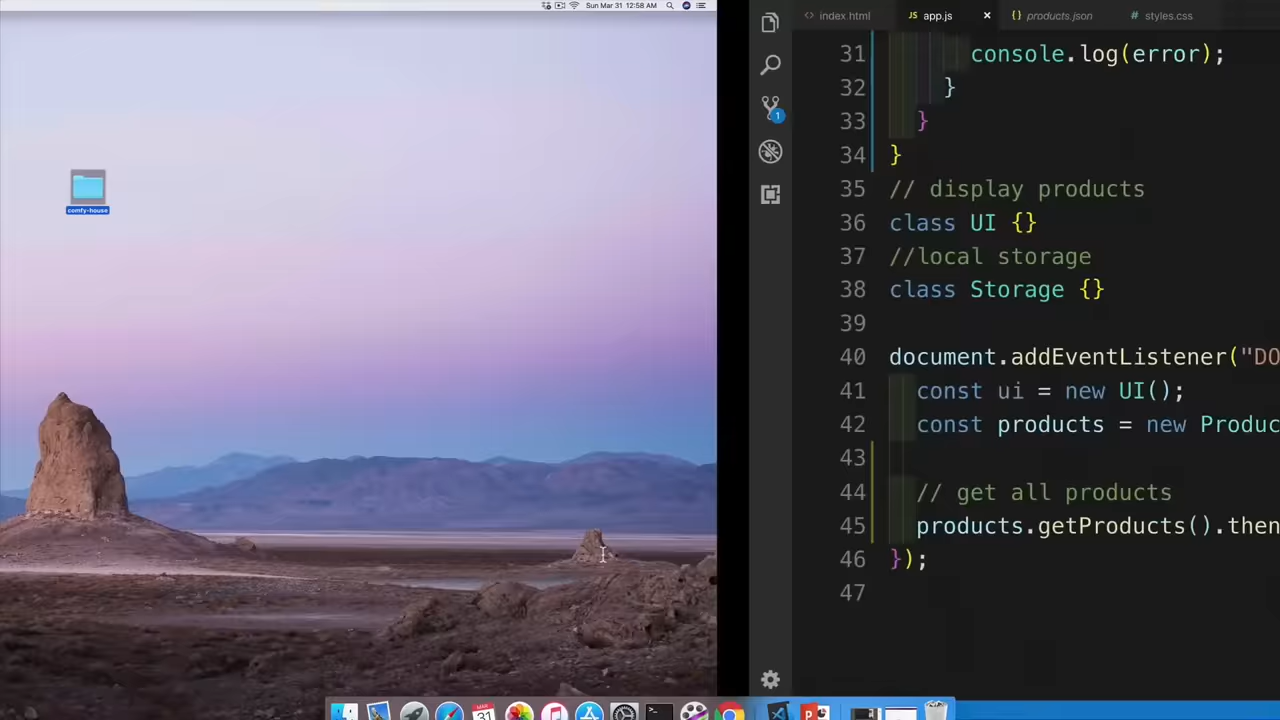 Sun Mar 31 12:58 AM
comfy-house
index.html
app.js
products.json
styles.css
1
31 console.log(error);
32 }
33 }
34 }
35 // display products
36 class UI {}
37 //local storage
38 class Storage {}
39
40 document.addEventListener("DO
41 const ui = new UI();
42 const products = new Produc
43
44 // get all products
45 products.getProducts().then
46 });
47
MAR
31